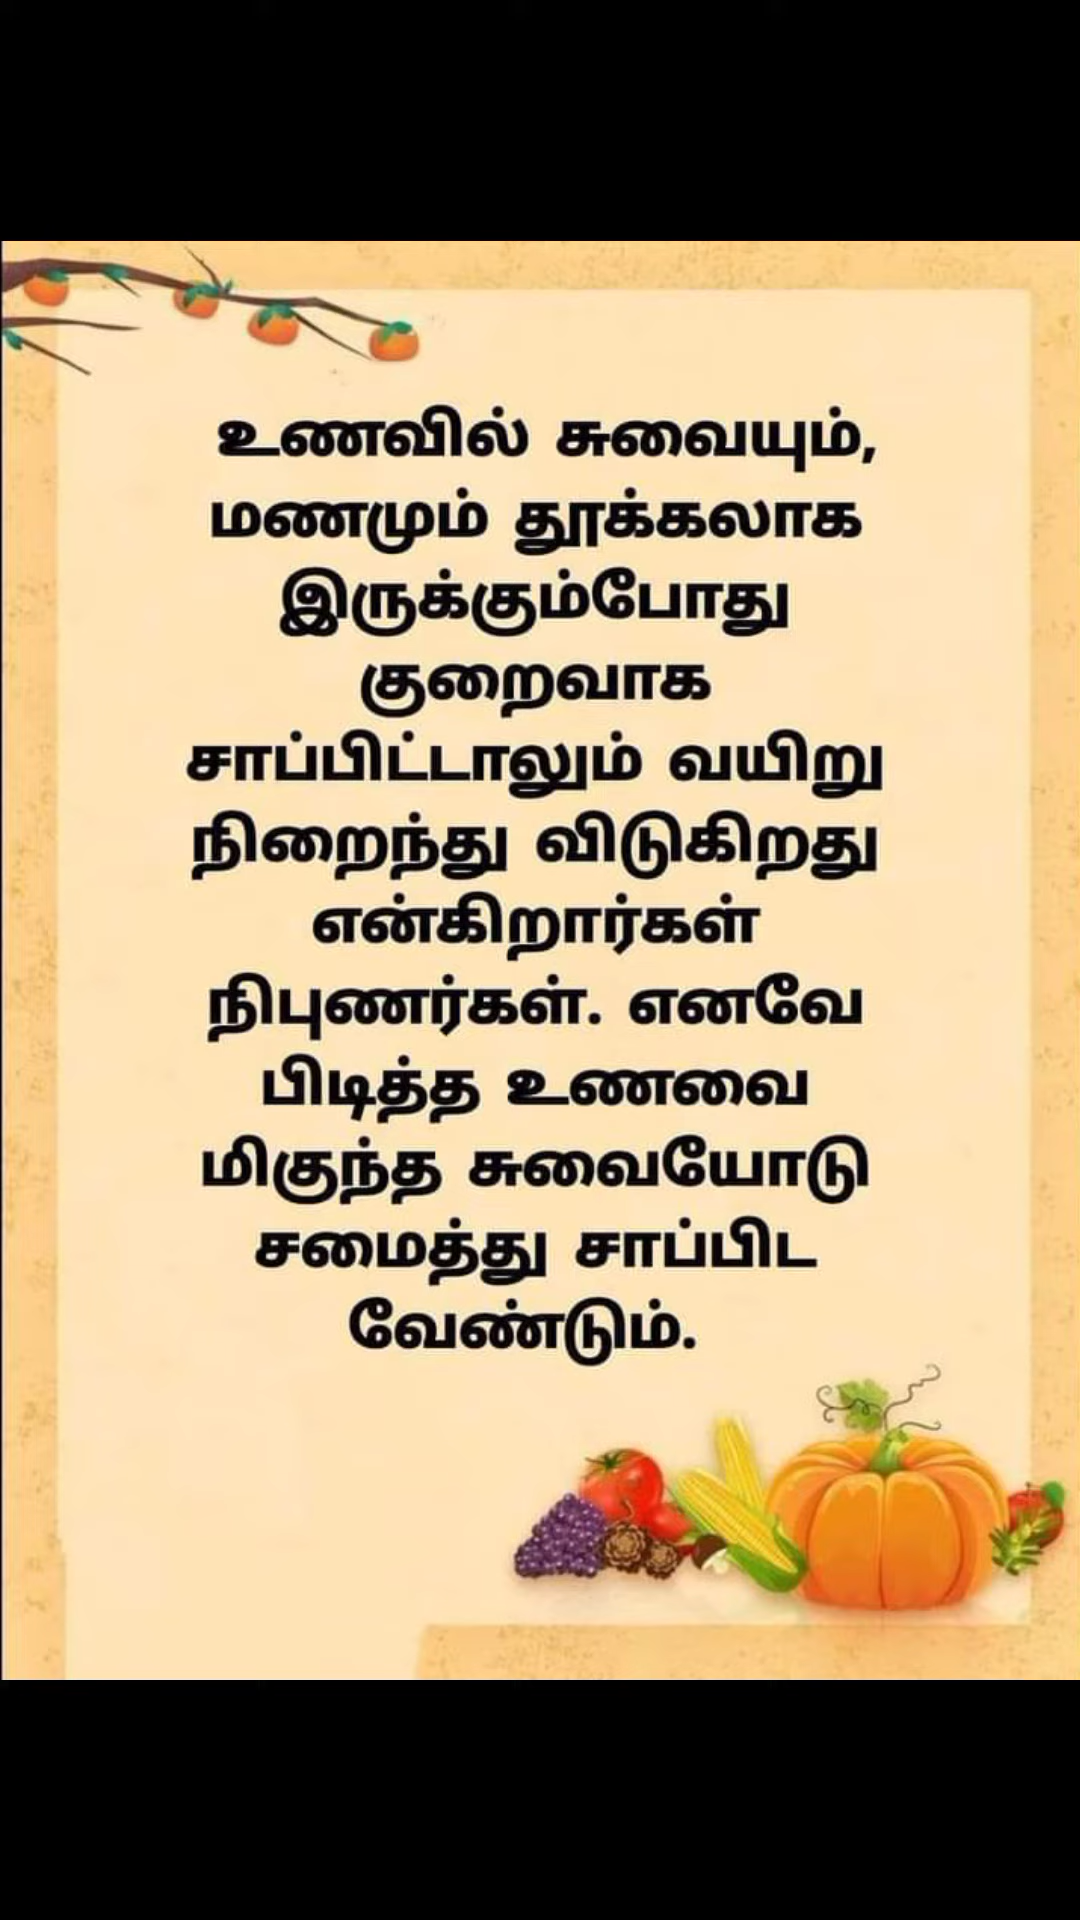 உணவில் சுவையும்,
மணமும் தூக்கலாக
இருக்கும்போது
குறைவாக
சாப்பிட்டாலும் வயிறு
நிறைந்து விடுகிறது
என்கிறார்கள்
நிபுணர்கள். எனவே
பிடித்த உணவை
மிகுந்த சுவையோடு
சமைத்து சாப்பிட
வேண்டும்.